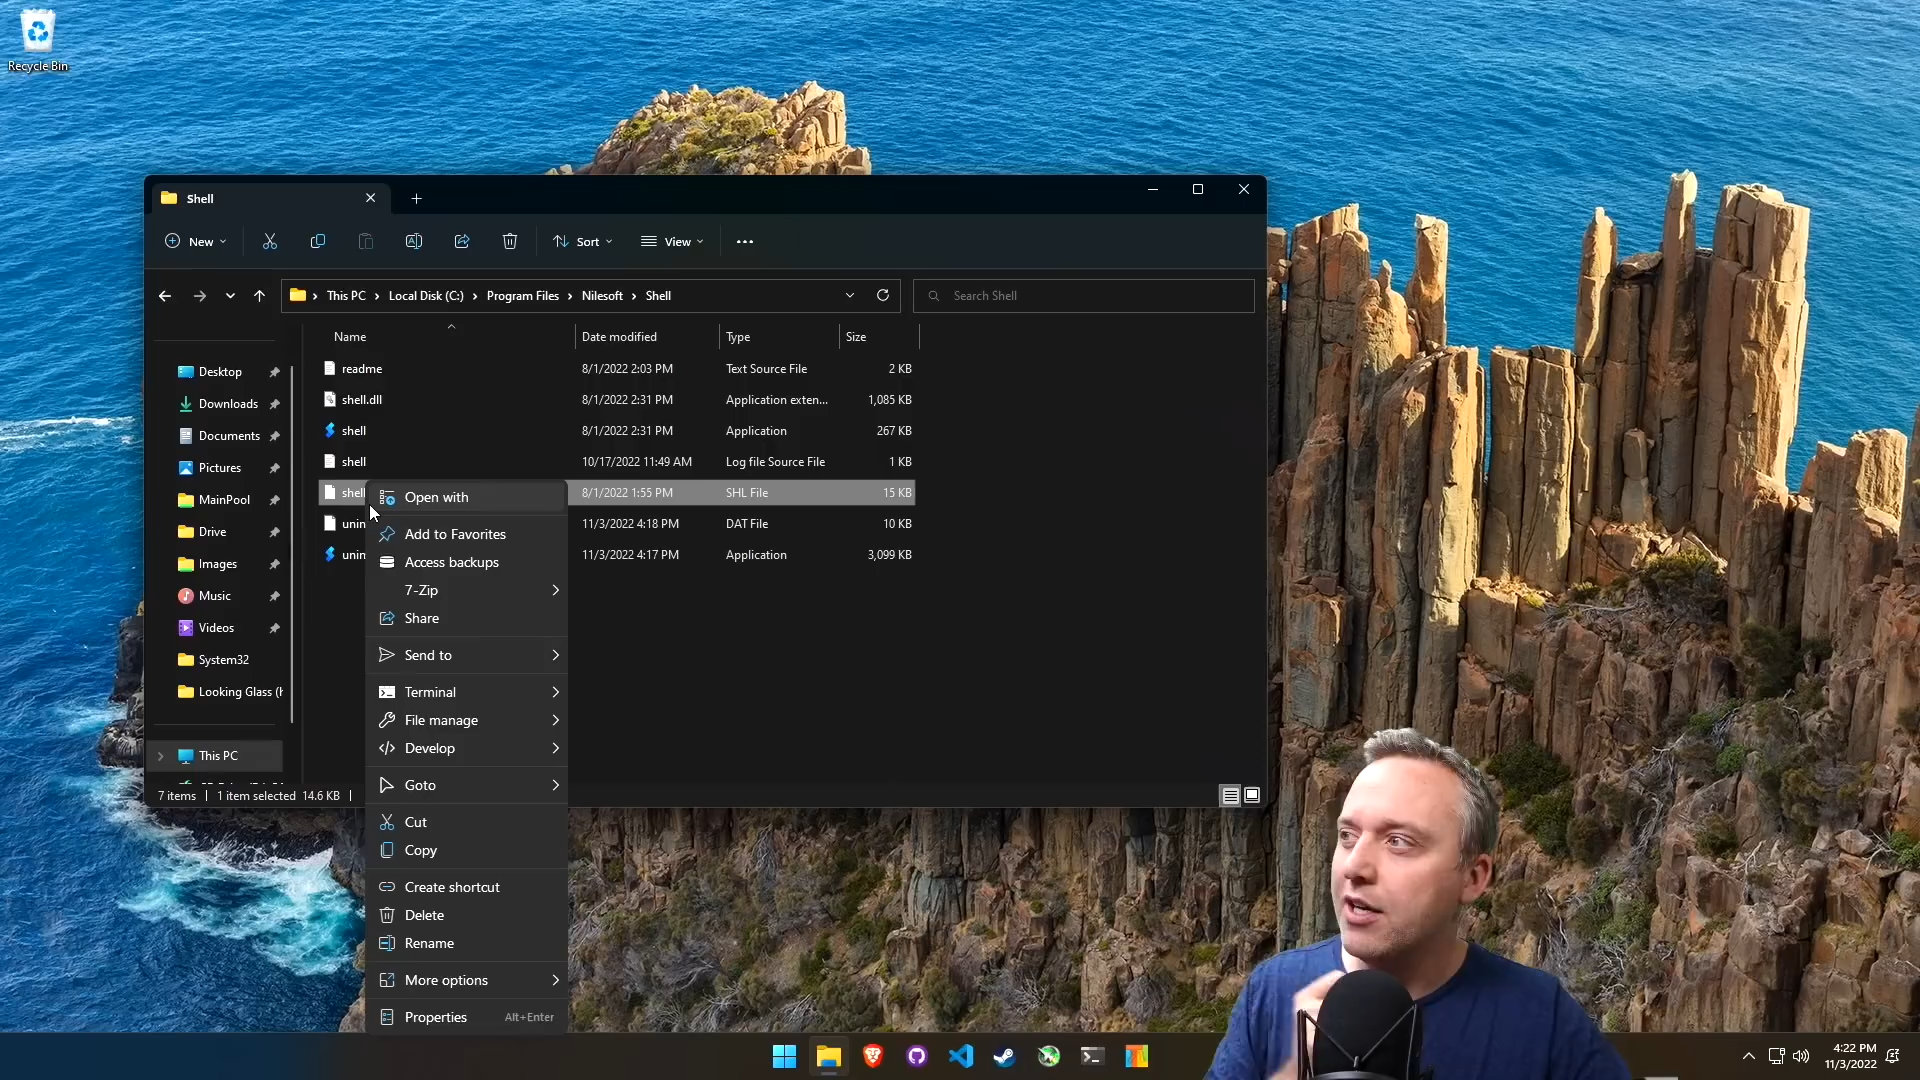 Recycle Bin
Shell
New
Sort
View
This PC
Local Disk (C:)
Program Files
Nilesoft
Shell
Search Shell
Name
Date modified
Type
Size
readme
8/1/2022 2:03 PM
Text Source File
2 KB
shell.dll
8/1/2022 2:31 PM
Application exten...
1,085 KB
shell
8/1/2022 2:31 PM
Application
267 KB
shell
10/17/2022 11:49 AM
Log file Source File
1 KB
shell
8/1/2022 1:55 PM
SHL File
15 KB
11/3/2022 4:18 PM
DAT File
10 KB
11/3/2022 4:17 PM
Application
3,099 KB
Desktop
Downloads
Documents
Pictures
MainPool
Drive
Images
Music
Videos
System32
Looking Glass
This PC
7 items
1 item selected 14.6 KB
Open with
Add to Favorites
Access backups
7-Zip
Share
Send to
Terminal
File manage
Develop
Goto
Cut
Copy
Create shortcut
Delete
Rename
More options
Properties Alt+Enter
4:22 PM
11/3/2022